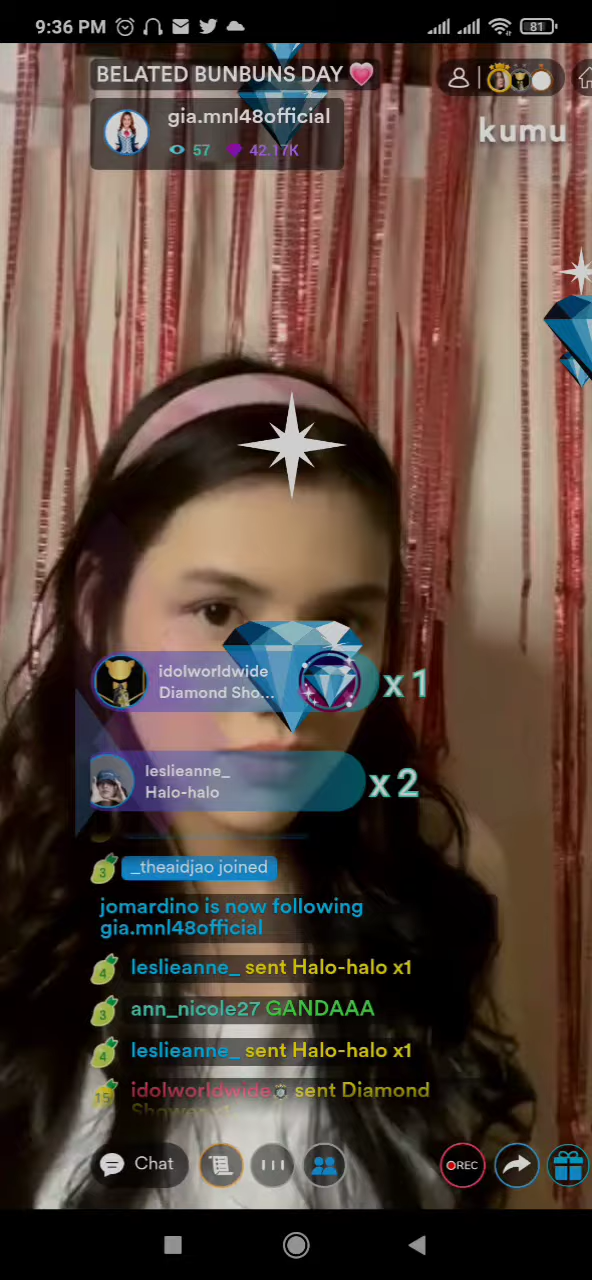 9:36 PM
81
BELATED BUNBUNS DAY
gia.mnl48official
57
42.17K
kumu
idolworldwide
Diamond Sho...
x 1
leslieanne_
Halo-halo
x 2
3 _theaidjao joined
jomardino is now following
gia.mnl48official
4 leslieanne_ sent Halo-halo x1
3 ann_nicole27 GANDAAA
4 leslieanne_ sent Halo-halo x1
15 idolworldwide sent Diamond
Shower x1
Chat
REC